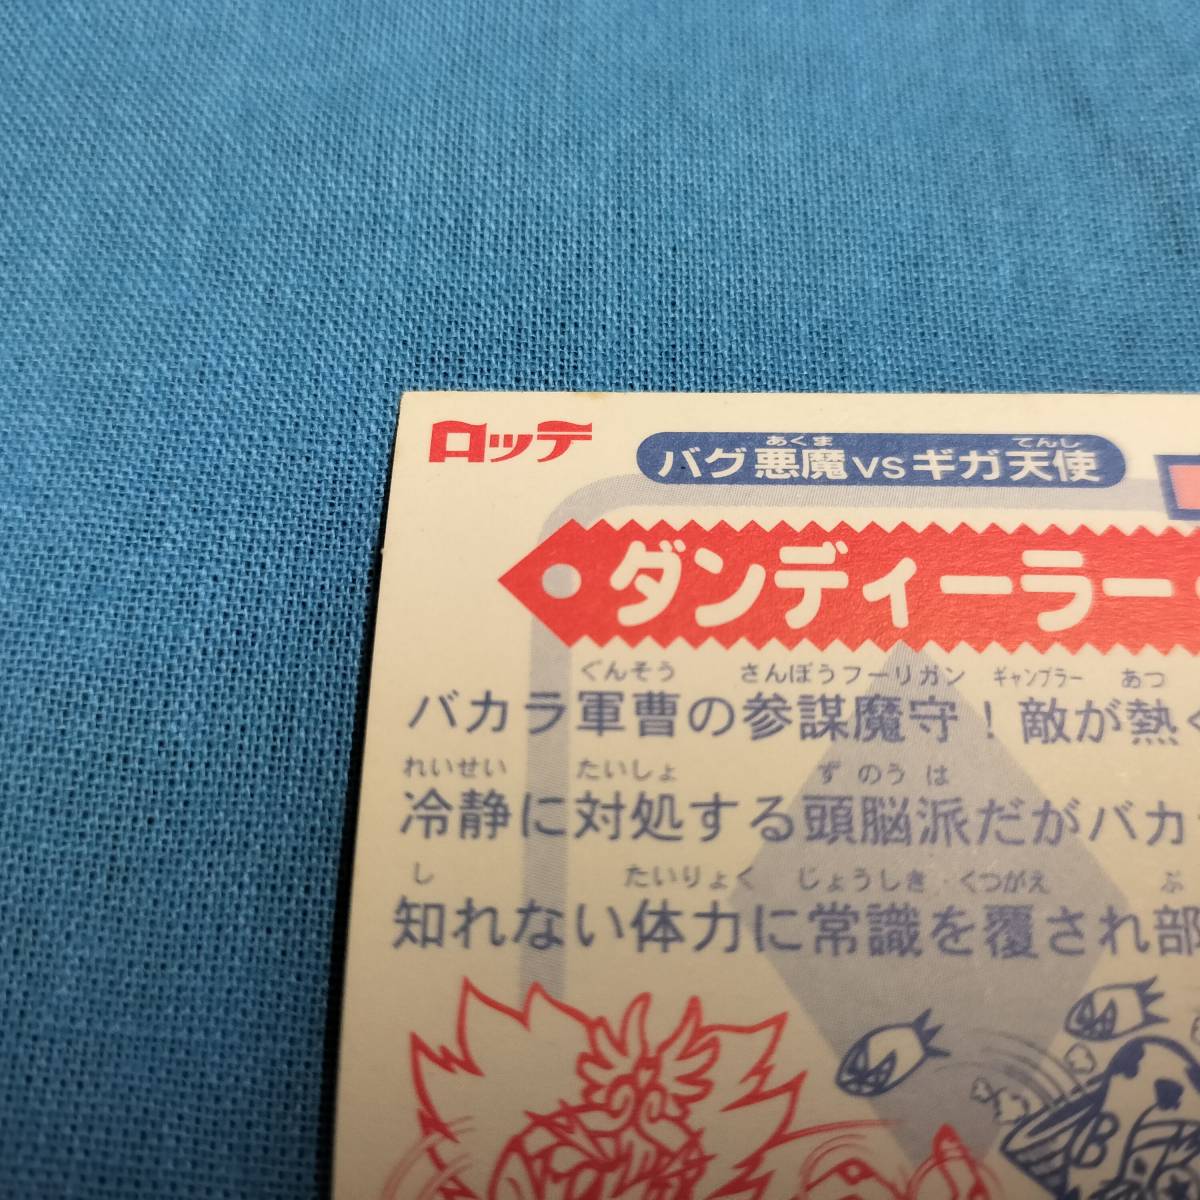 ロッテ
あくま てんし
バグ悪魔VSギガ天使
ダンディーラー
ぐんそう さんぼうフーリガン ギャンブラー あつ
バカラ軍曹の参謀魔守!敵が熱く
れいせい たいしょ ずのうは
冷静に対処する頭脳派だがバカ
し たいりょく じょうしき くつがえ ぶ
知れない体力に常識を覆され部